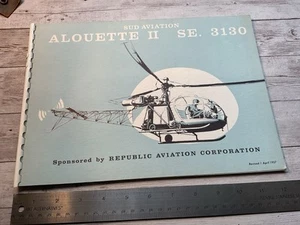 SUD AVIATION
ALOUETTE II SE. 3130
Sponsored by REPUBLIC AVIATION CORPORATION